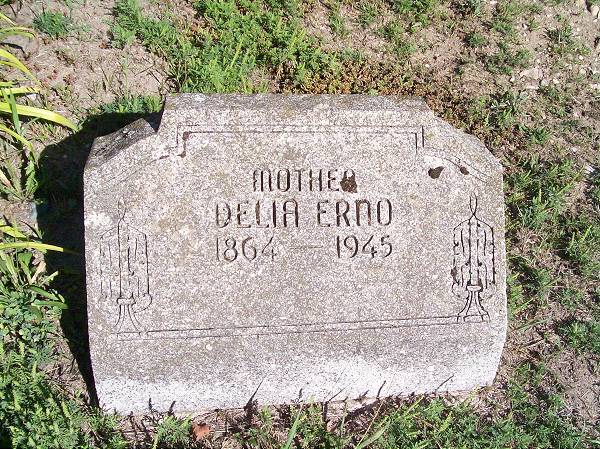 MOTHER
DELIA ERNO
1864 — 1945